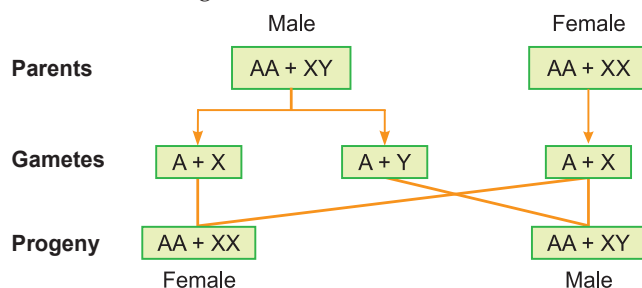 Male Female
Parents AA + XY AA + XX
Gametes A + X A + Y A + X
Progeny AA + XX AA + XY
Female Male